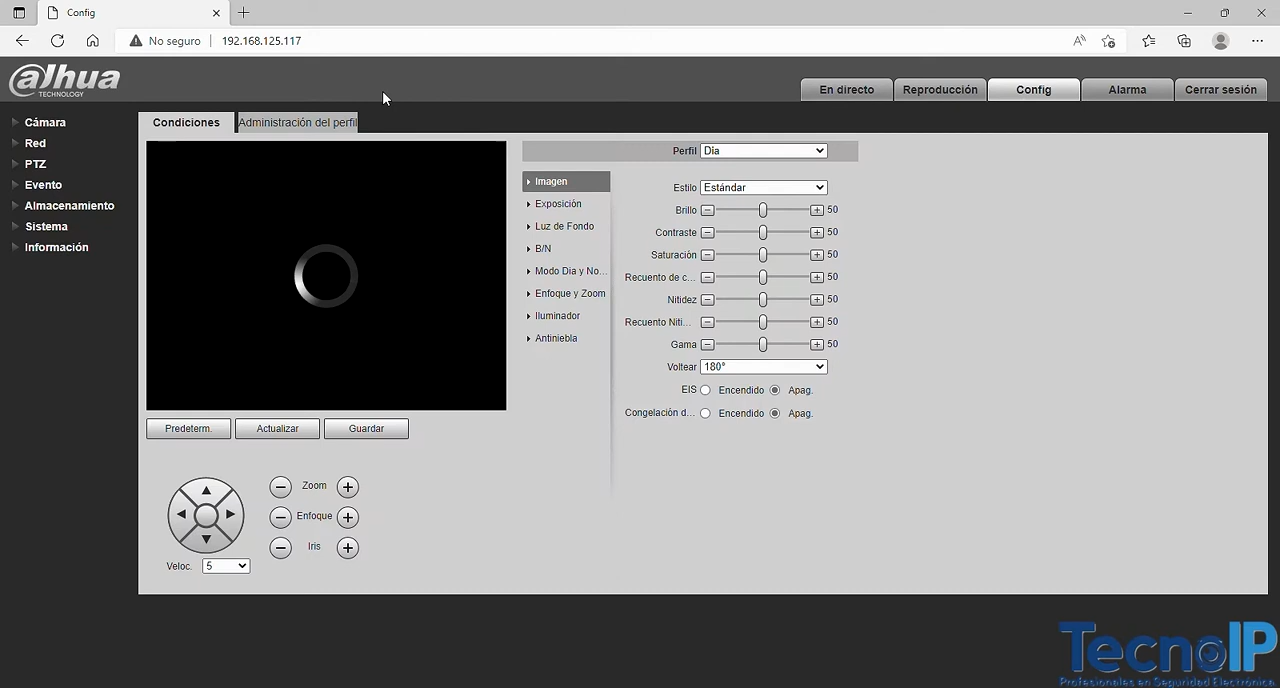 Config
No seguro
192.168.125.117
alhua
TECHNOLOGY
En directo
Reproducción
Config
Alarma
Cerrar sesión
Cámara
Red
PTZ
Evento
Almacenamiento
Sistema
Información
Condiciones
Administración del perfil
Perfil Dia
Imagen
Exposición
Luz de Fondo
B/N
Modo Dia y No...
Enfoque y Zoom
Iluminador
Antiniebla
Estilo Estándar
Brillo 50
Contraste 50
Saturación 50
Recuento de c... 50
Nitidez 50
Recuento Niti... 50
Gama 50
Voltear 180°
EIS Encendido Apag.
Congelación d... Encendido Apag.
Predeterm.
Actualizar
Guardar
Zoom
Enfoque
Iris
Veloc. 5
TecnoIP
Profesionales en Seguridad Electrónica